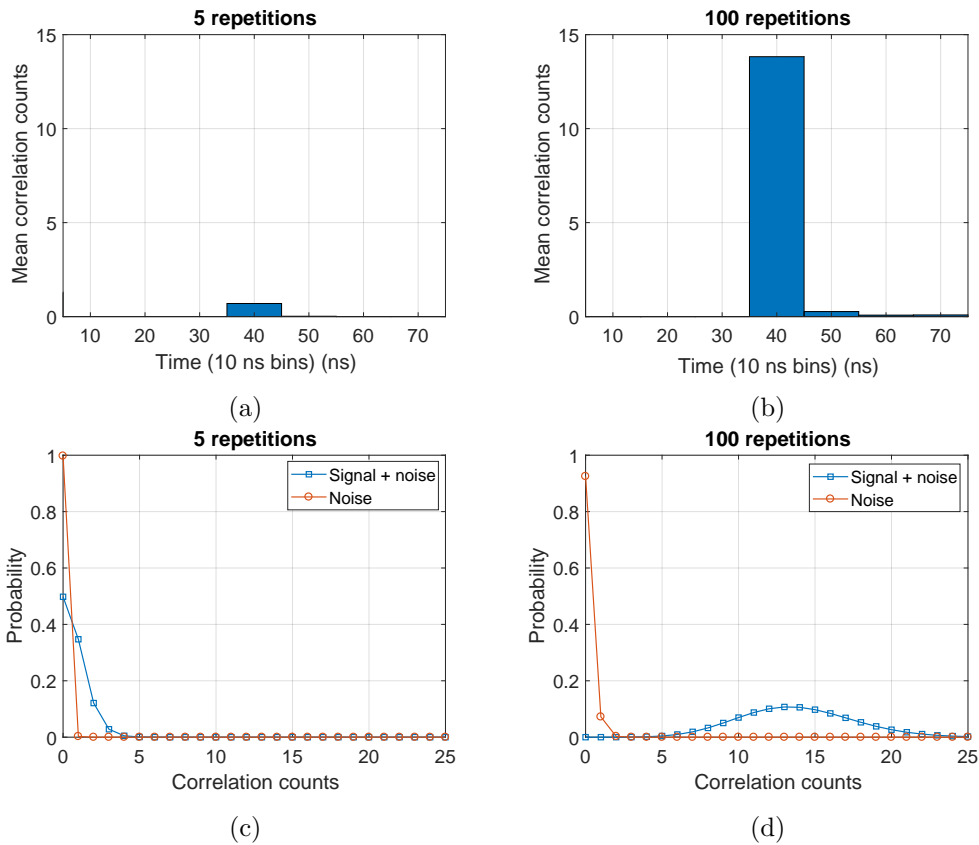 5 repetitions
15
10
5
0
Mean correlation counts
10 20 30 40 50 60 70
Time (10 ns bins) (ns)
(a)
100 repetitions
15
10
5
0
Mean correlation counts
10 20 30 40 50 60 70
Time (10 ns bins) (ns)
(b)
5 repetitions
1
0.8
0.6
0.4
0.2
0
Probability
Signal + noise
Noise
0 5 10 15 20 25
Correlation counts
(c)
100 repetitions
1
0.8
0.6
0.4
0.2
0
Probability
Signal + noise
Noise
0 5 10 15 20 25
Correlation counts
(d)